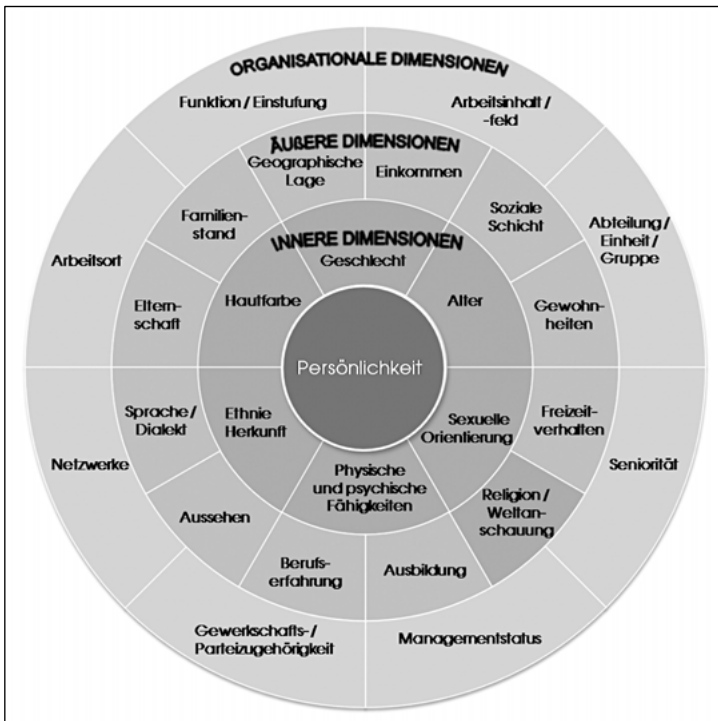 ORGANISATIONALE DIMENSIONEN
Funktion / Einstufung
Arbeitsinhalt /
-feld
Abteilung /
Einheit /
Gruppe
Seniorität
Managementstatus
Gewerkschafts- /
Parteizugehörigkeit
Netzwerke
Arbeitsort
ÄUßERE DIMENSIONEN
Geographische
Lage
Einkommen
Soziale
Schicht
Gewohn-
heiten
Freizeit-
verhalten
Religion /
Weltan-
schauung
Ausbildung
Berufs-
erfahrung
Aussehen
Sprache /
Dialekt
Eltern-
schaft
Familien-
stand
INNERE DIMENSIONEN
Geschlecht
Alter
Sexuelle
Orientierung
Physische
und psychische
Fähigkeiten
Ethnie
Herkunft
Hautfarbe
Persönlichkeit